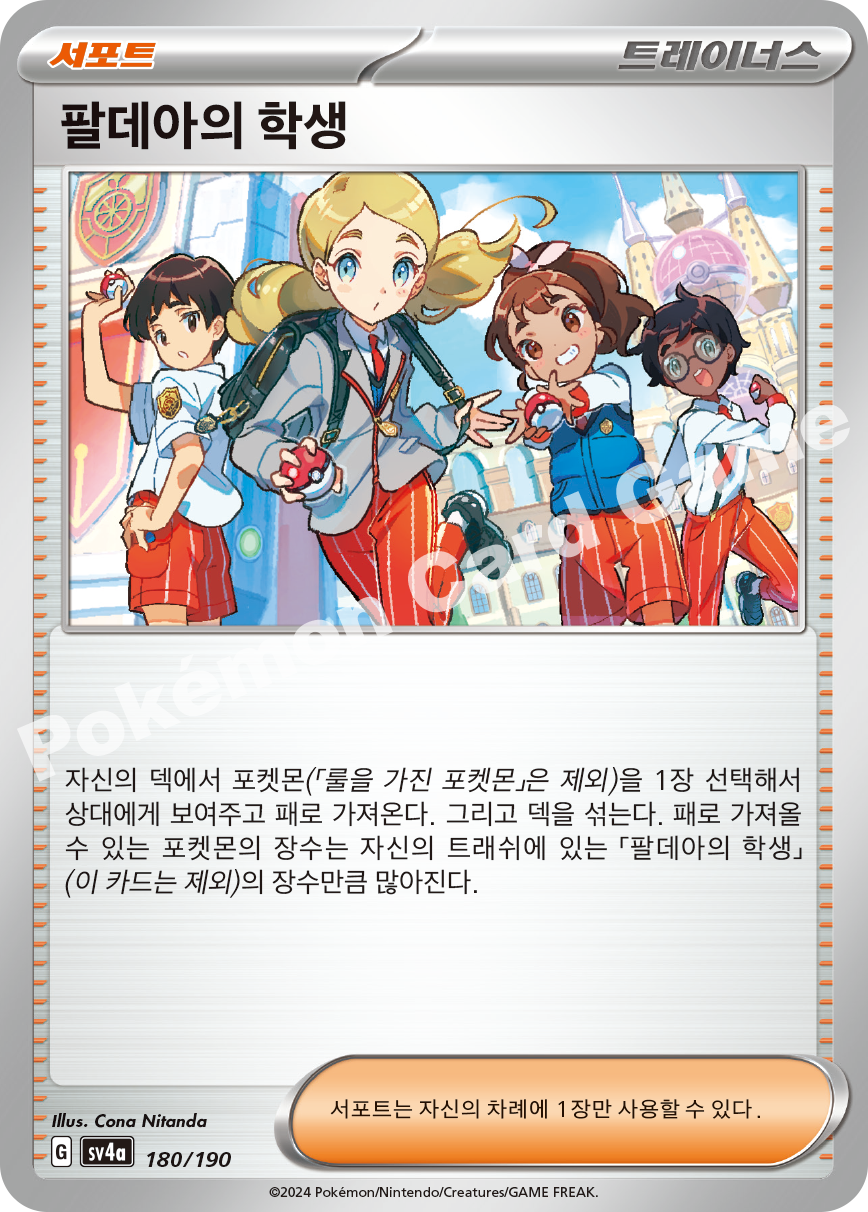 서포트
트레이너스
팔데아의 학생
Pokémon Card Game
자신의 덱에서 포켓몬(「룰을 가진 포켓몬」은 제외)을 1장 선택해서
상대에게 보여주고 패로 가져온다. 그리고 덱을 섞는다. 패로 가져올
수 있는 포켓몬의 장수는 자신의 트래쉬에 있는 「팔데아의 학생」
(이 카드는 제외)의 장수만큼 많아진다.
서포트는 자신의 차례에 1장만 사용할 수 있다.
Illus. Cona Nitanda
G sv4a 180/190
©2024 Pokémon/Nintendo/Creatures/GAME FREAK.